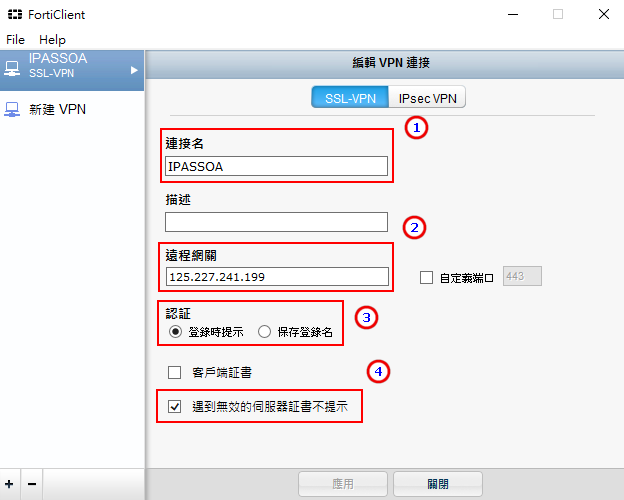 FortiClient
File Help
IPASSOA
SSL-VPN
新建 VPN
編輯 VPN 連接
SSL-VPN IPsec VPN
1
連接名
IPASSOA
描述
2
遠程網關
125.227.241.199
自定義端口 443
認証
登錄時提示 保存登錄名
3
客戶端証書
4
遇到無效的伺服器証書不提示
應用 關閉